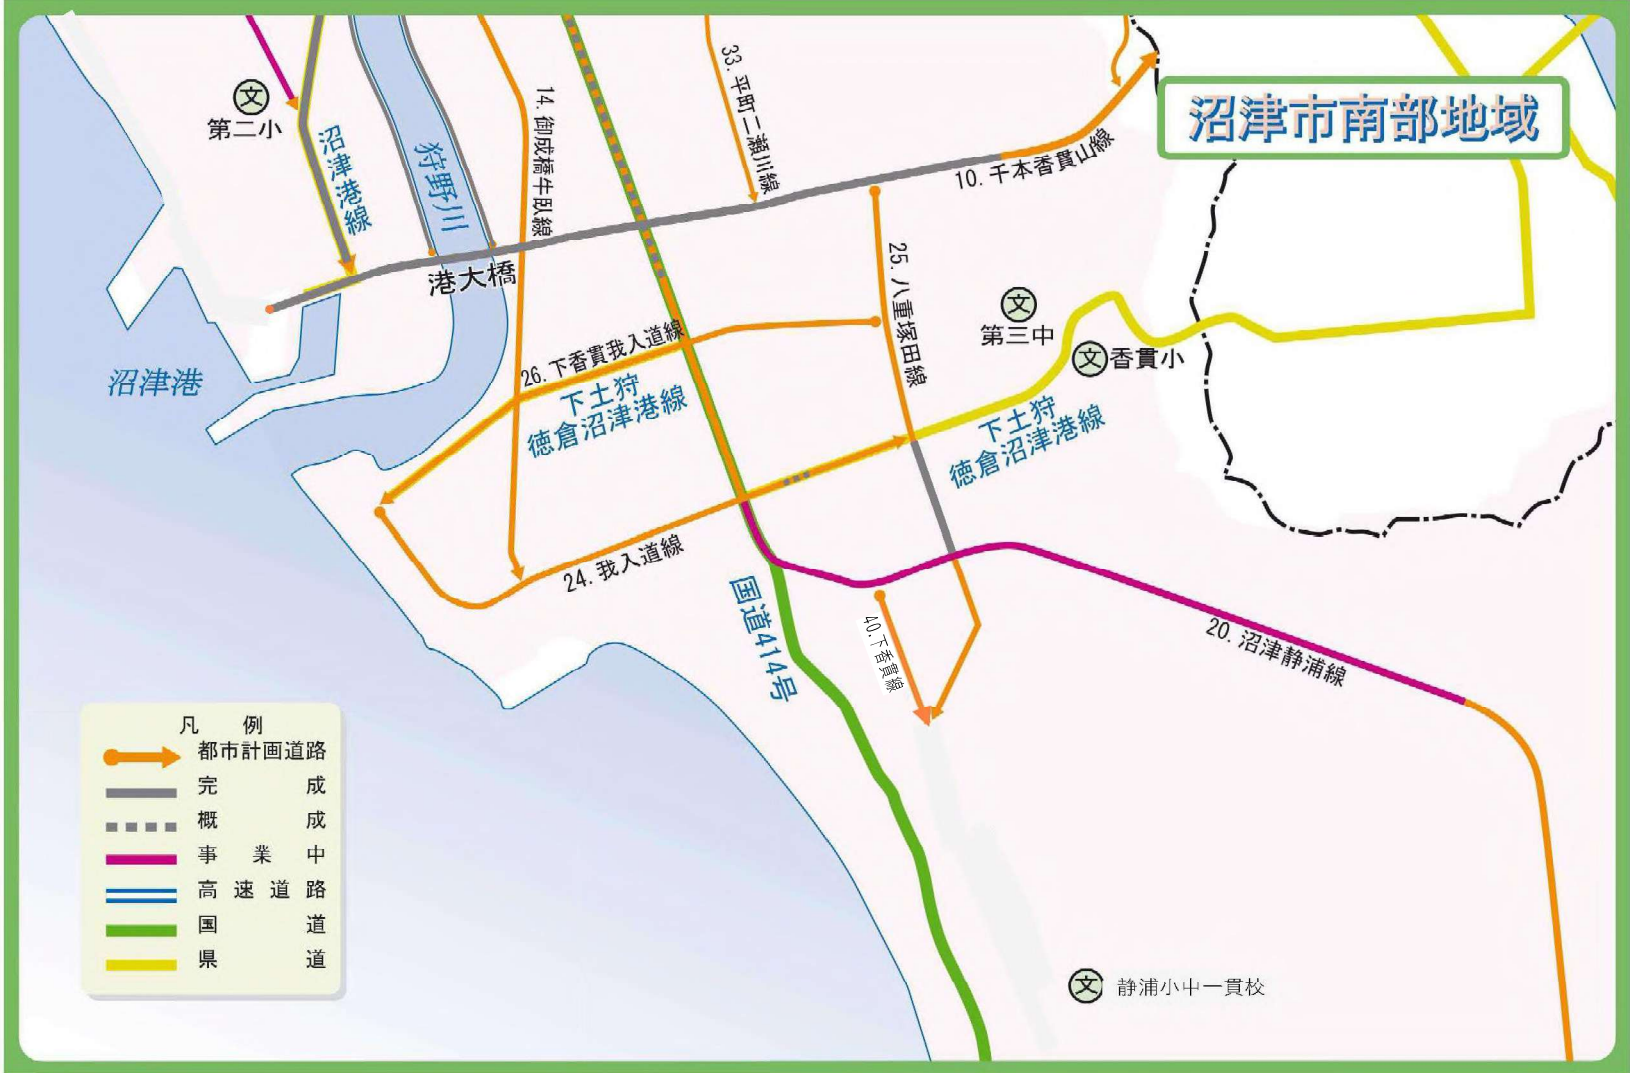 沼津市南部地域
第二小
沼津港線
狩野川
14. 御成橋牛臥線
33. 平町二瀬川線
10. 千本香貫山線
港大橋
25. 八重塚田線
第三中
香貫小
沼津港
26. 下香貫我入道線
下土狩
徳倉沼津港線
下土狩
徳倉沼津港線
24. 我入道線
国道414号
40.下香貫線
20. 沼津静浦線
凡 例
都市計画道路
完 成
概 成
事 業 中
高 速 道 路
国 道
県 道
静浦小中一貫校
文
文
文
文